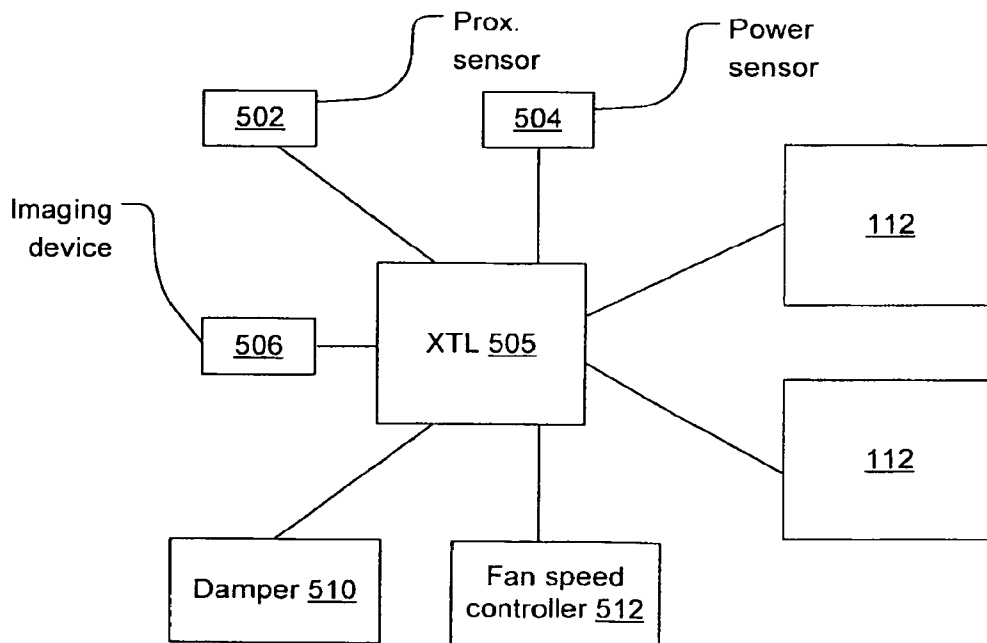 Prox.
sensor
Power
sensor
502
504
Imaging
device
112
506
XTL 505
112
Damper 510
Fan speed
controller 512